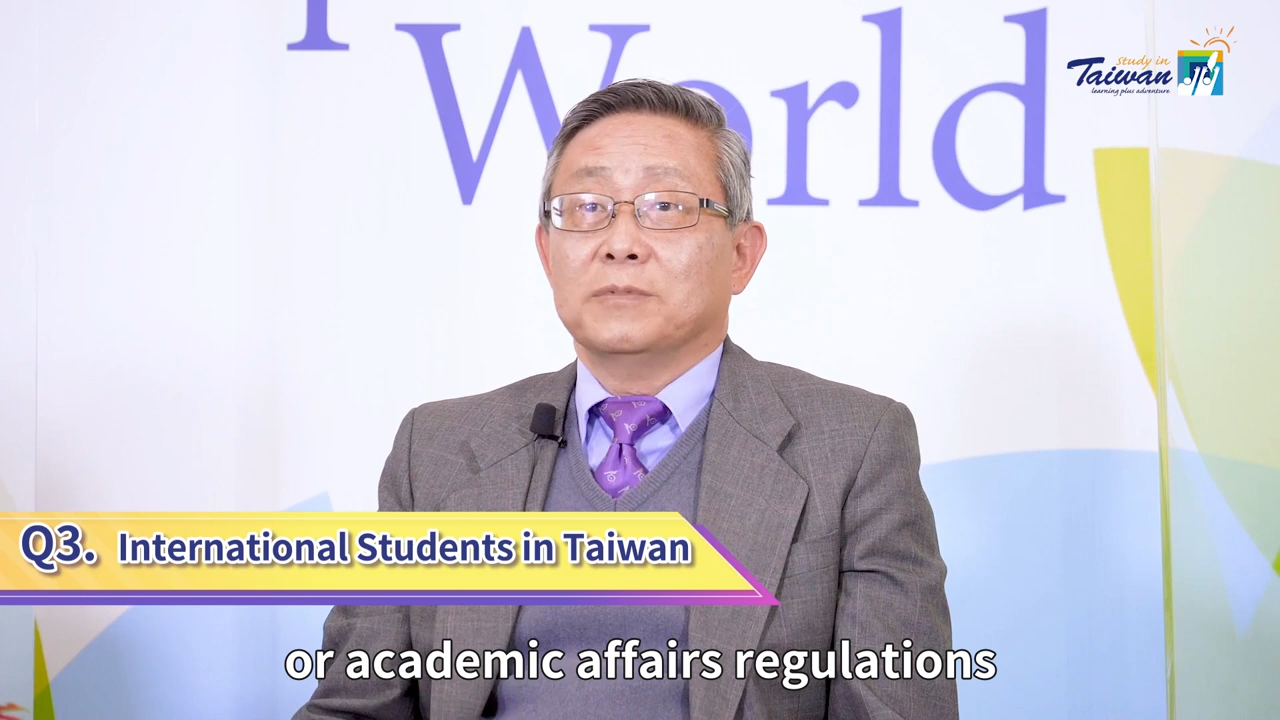 World
Study in
Taiwan
learning plus adventure
Q3. International Students in Taiwan
or academic affairs regulations